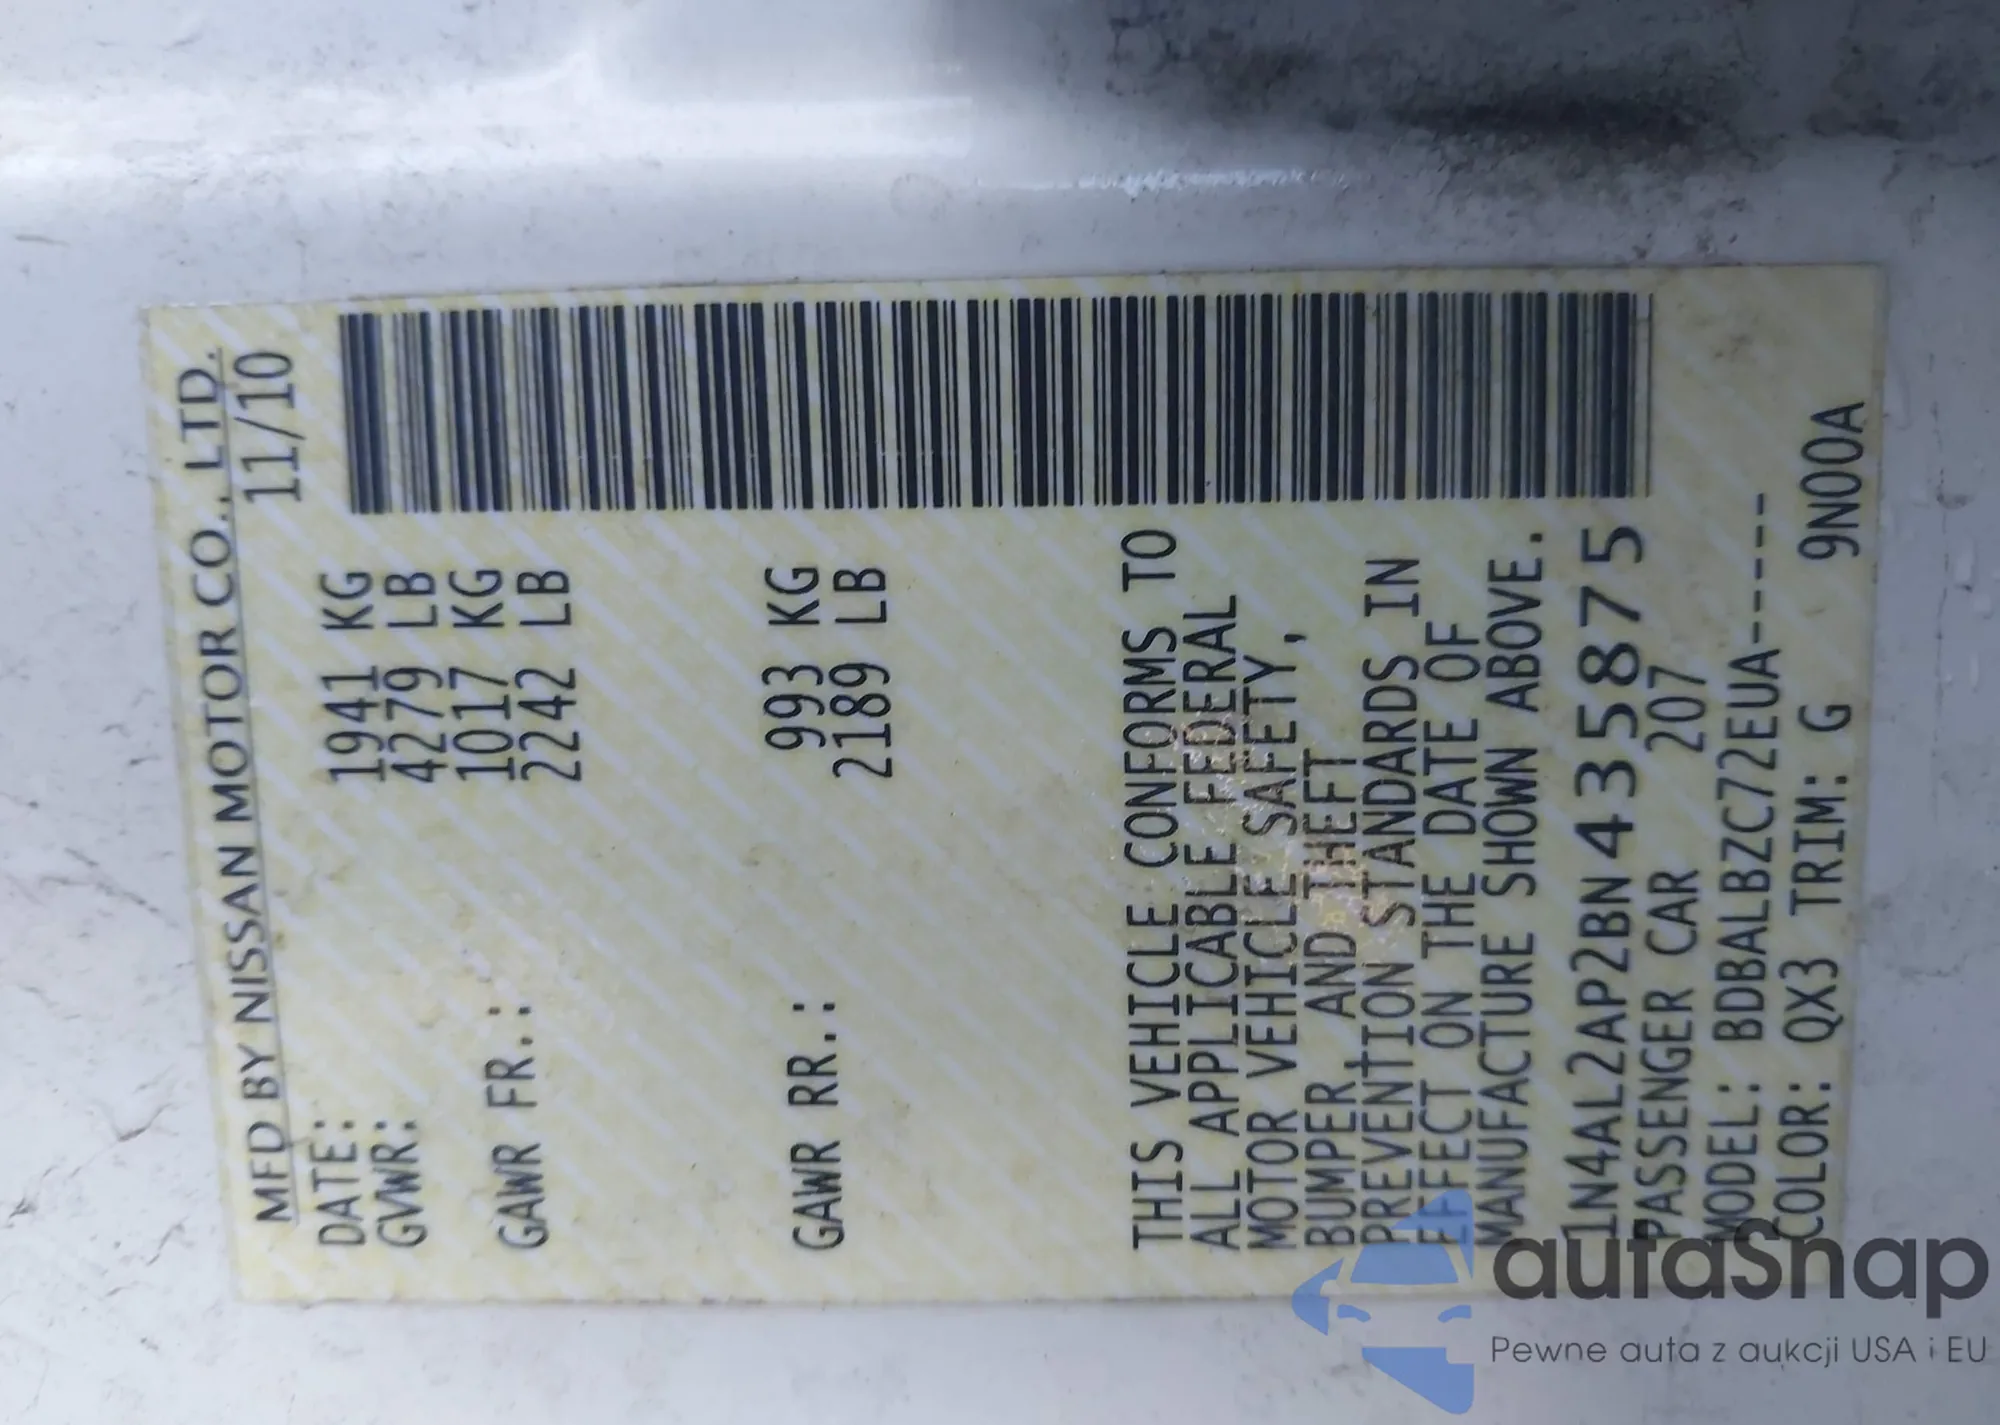 MFD BY NISSAN MOTOR CO., LTD.
DATE: 11/10
GVWR: 1941 KG
4279 LB
GAWR FR.: 1017 KG
2242 LB
GAWR RR.: 993 KG
2189 LB
THIS VEHICLE CONFORMS TO
ALL APPLICABLE FEDERAL
MOTOR VEHICLE SAFETY,
BUMPER AND THEFT
PREVENTION STANDARDS IN
EFFECT ON THE DATE OF
MANUFACTURE SHOWN ABOVE.
1N4AL2AP2BN435875
PASSENGER CAR 207
MODEL: BDBALBZC72EUA-----
COLOR: QX3 TRIM: G 9N00A
autaSnap
Pewne auta z aukcji USA i EU